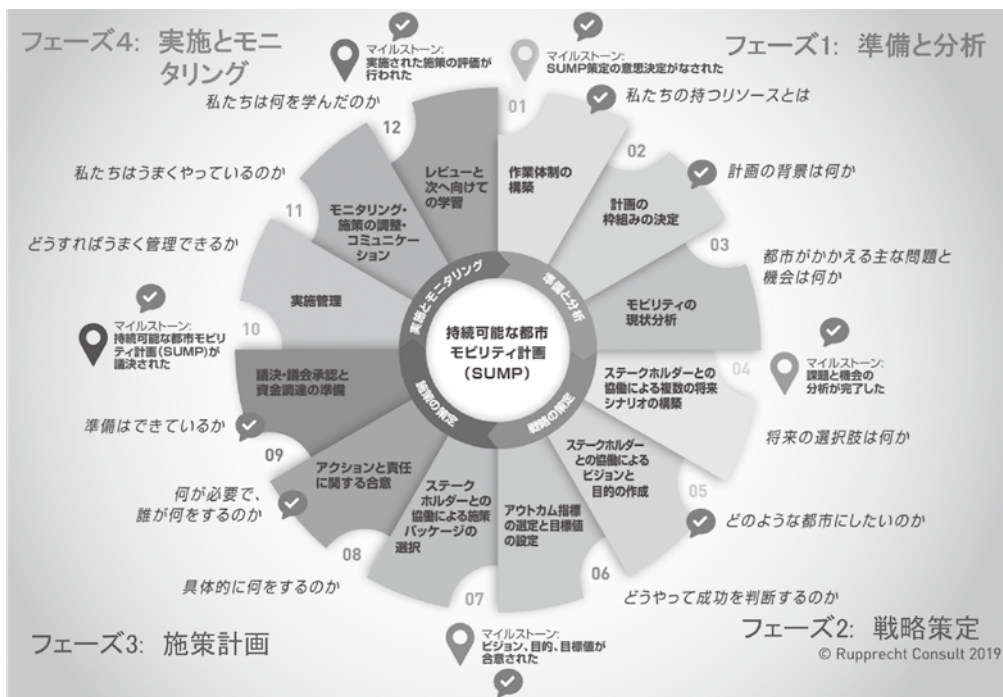 フェーズ4: 実施とモニ
タリング
マイルストーン:
実施された施策の評価が
行われた
マイルストーン:
SUMP策定の意思決定がなされた
フェーズ1: 準備と分析
私たちは何を学んだのか
12
01
私たちの持つリソースとは
レビューと
次へ向けて
の学習
作業体制の
構築
02
計画の背景は何か
計画の
枠組みの決定
私たちはうまくやっているのか
11
モニタリング・
施策の調整・
コミュニケー
ション
03
都市がかかえる主な問題と
機会は何か
モビリティの
現状分析
どうすればうまく管理できるか
実施管理
10
マイルストーン:
持続可能な都市モビリ
ティ計画(SUMP)が
議決された
実施とモニタリング
準備と分析
戦略の策定
施策の策定
持続可能な都市
モビリティ計画
(SUMP)
04
マイルストーン:
課題と機会の
分析が完了した
ステークホルダーとの
協働による複数の将来
シナリオの構築
将来の選択肢は何か
議決・議会承認と
資金調達の準備
準備はできているか
09
ステークホルダー
との協働による
ビジョンと
目的の作成
05
どのような都市にしたいのか
アクションと責任
に関する合意
何が必要で、
誰が何をするのか
08
ステーク
ホルダーとの
協働による施策
パッケージの
選択
アウトカム指標
の選定と目標値
の設定
06
どうやって成功を判断するのか
具体的に何をするのか
07
マイルストーン:
ビジョン、目的、目標値が
合意された
フェーズ3: 施策計画
フェーズ2: 戦略策定
© Rupprecht Consult 2019